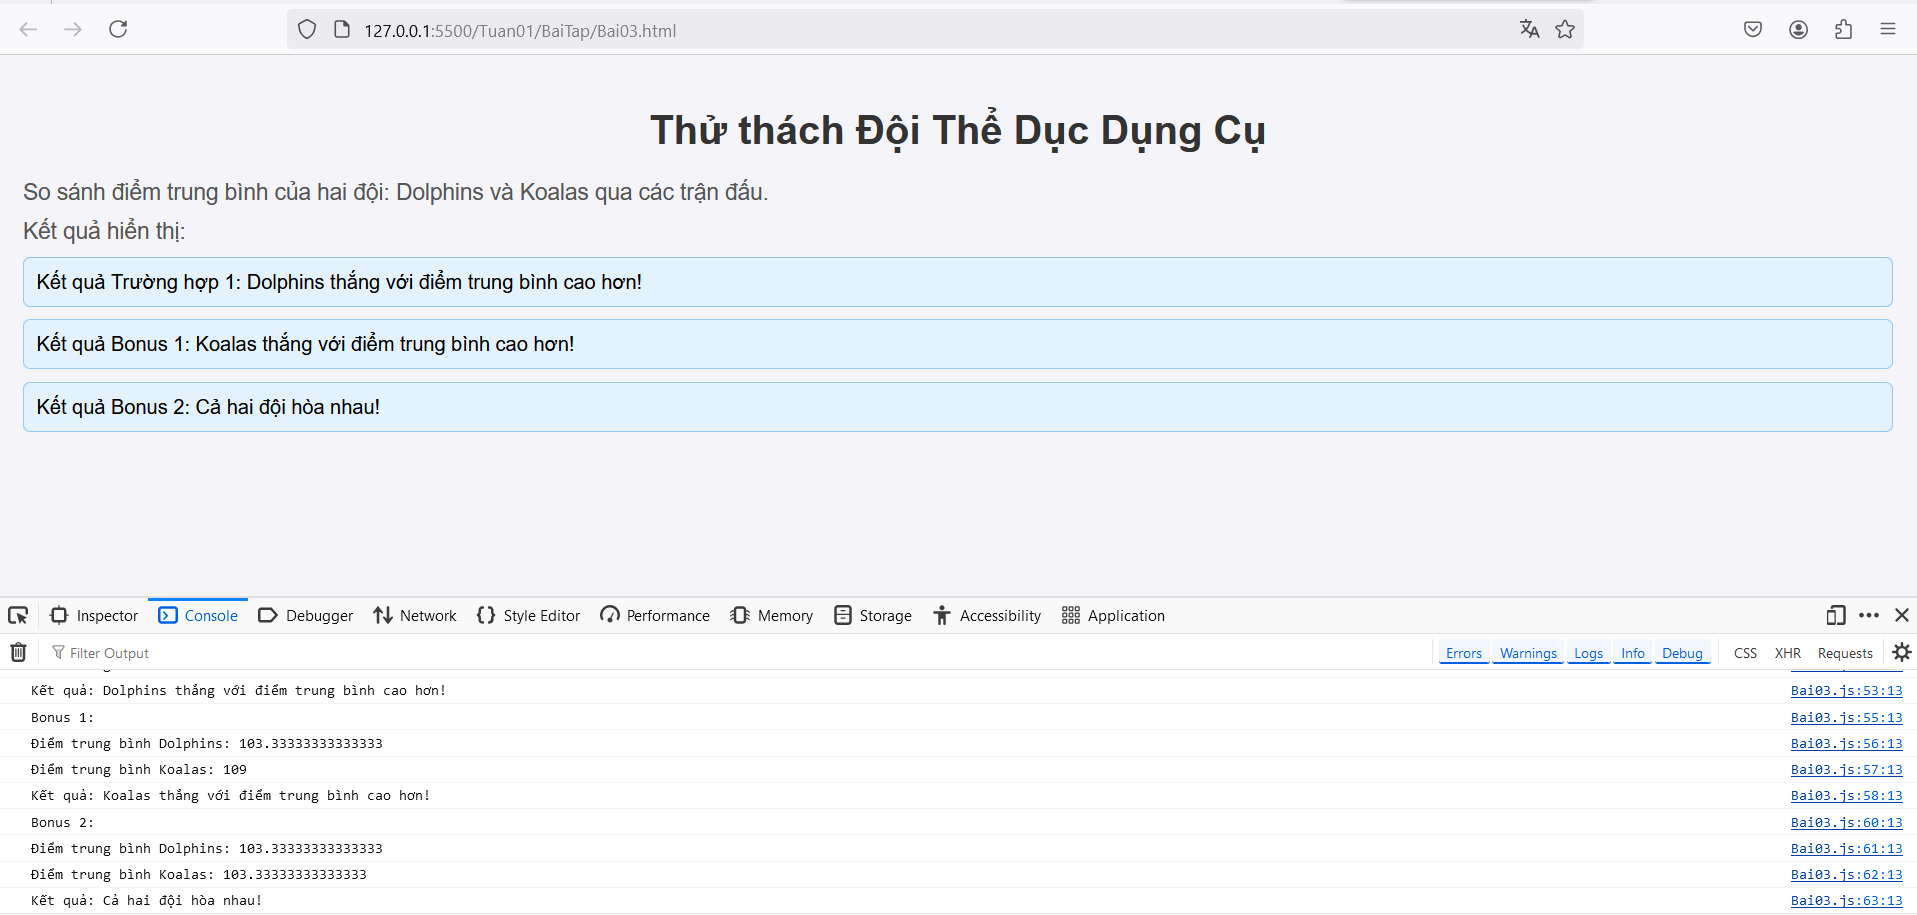 127.0.0.1:5500/Tuan01/BaiTap/Bai03.html
Thử thách Đội Thể Dục Dụng Cụ
So sánh điểm trung bình của hai đội: Dolphins và Koalas qua các trận đấu.
Kết quả hiển thị:
Kết quả Trường hợp 1: Dolphins thắng với điểm trung bình cao hơn!
Kết quả Bonus 1: Koalas thắng với điểm trung bình cao hơn!
Kết quả Bonus 2: Cả hai đội hòa nhau!
Inspector Console Debugger Network Style Editor Performance Memory Storage Accessibility Application
Filter Output Errors Warnings Logs Info Debug CSS XHR Requests
Kết quả: Dolphins thắng với điểm trung bình cao hơn! Bai03.js:53:13
Bonus 1: Bai03.js:55:13
Điểm trung bình Dolphins: 103.33333333333333 Bai03.js:56:13
Điểm trung bình Koalas: 109 Bai03.js:57:13
Kết quả: Koalas thắng với điểm trung bình cao hơn! Bai03.js:58:13
Bonus 2: Bai03.js:60:13
Điểm trung bình Dolphins: 103.33333333333333 Bai03.js:61:13
Điểm trung bình Koalas: 103.33333333333333 Bai03.js:62:13
Kết quả: Cả hai đội hòa nhau! Bai03.js:63:13